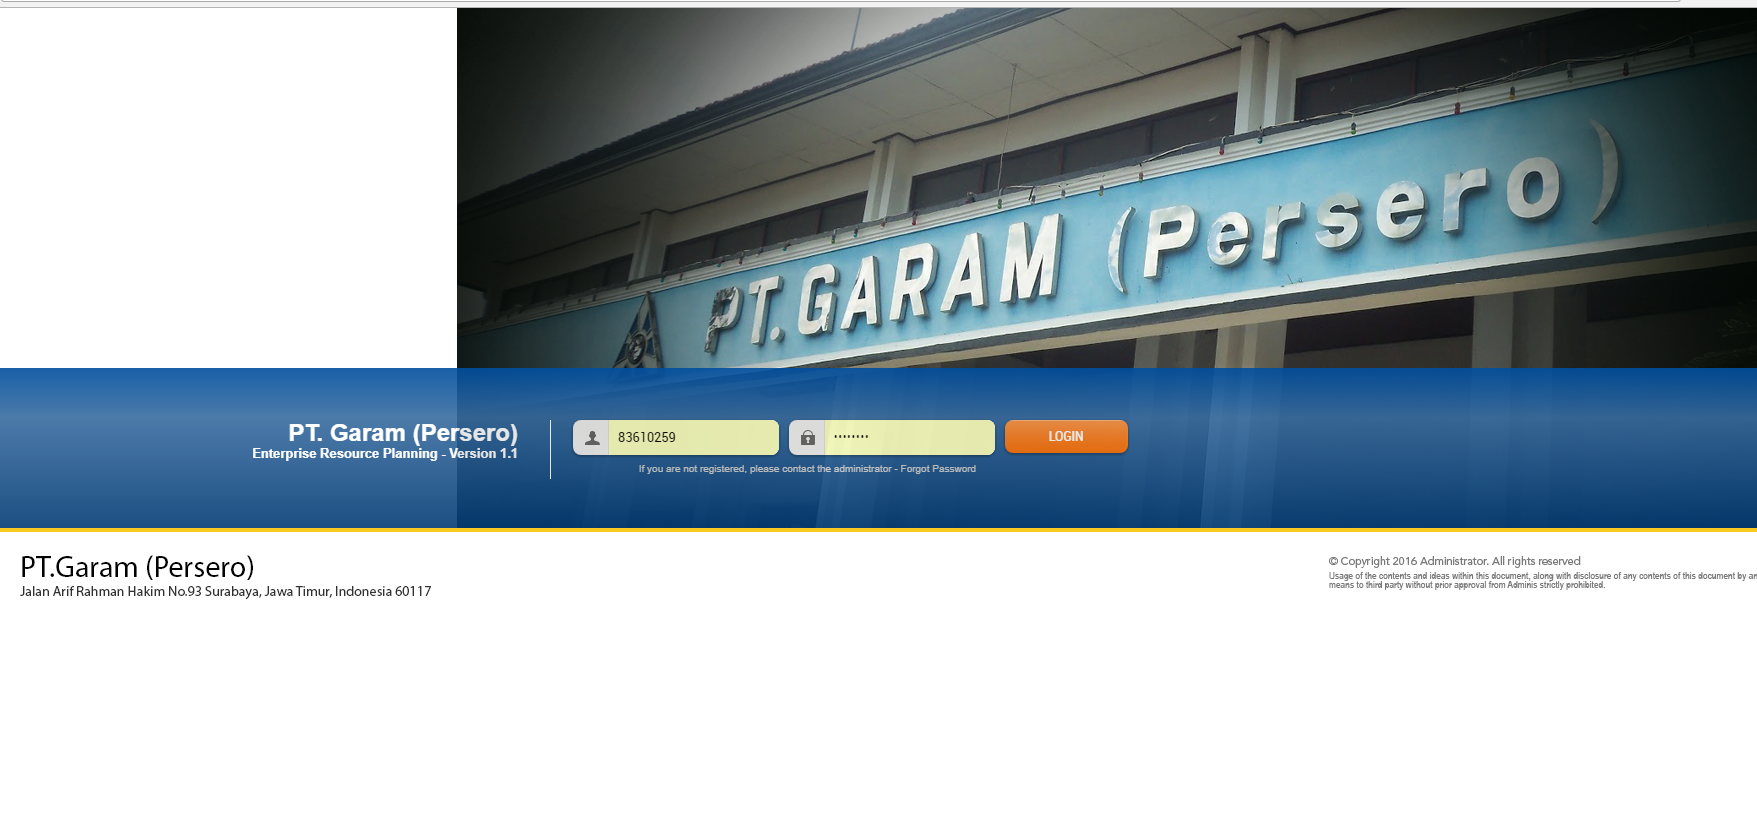 PT.GARAM (Persero)
PT. Garam (Persero)
Enterprise Resource Planning - Version 1.1
83610259
••••••••
LOGIN
If you are not registered, please contact the administrator - Forgot Password
PT.Garam (Persero)
Jalan Arif Rahman Hakim No.93 Surabaya, Jawa Timur, Indonesia 60117
© Copyright 2016 Administrator. All rights reserved
Usage of the contents and ideas within this document, along with disclosure of any contents of this document by
means to third party without prior approval from Adminis strictly prohibited.